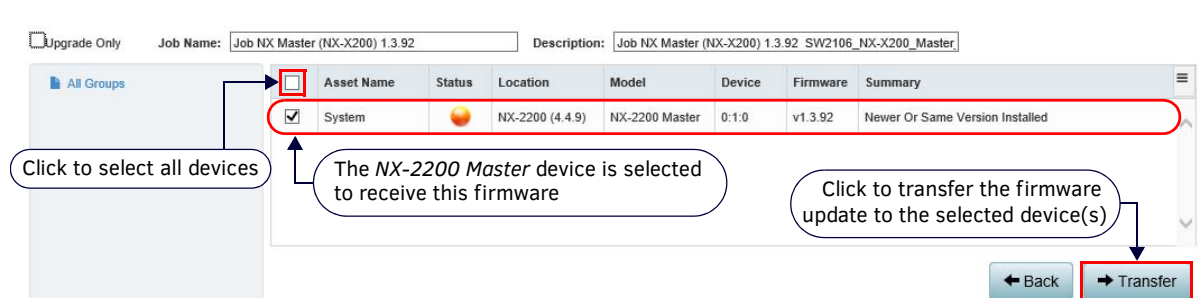 Upgrade Only Job Name: Job NX Master (NX-X200) 1.3.92 Description: Job NX Master (NX-X200) 1.3.92 SW2106_NX-X200_Master_
All Groups
Asset Name Status Location Model Device Firmware Summary
System NX-2200 (4.4.9) NX-2200 Master 0:1:0 v1.3.92 Newer Or Same Version Installed
Click to select all devices
The NX-2200 Master device is selected
to receive this firmware
Click to transfer the firmware
update to the selected device(s)
Back Transfer